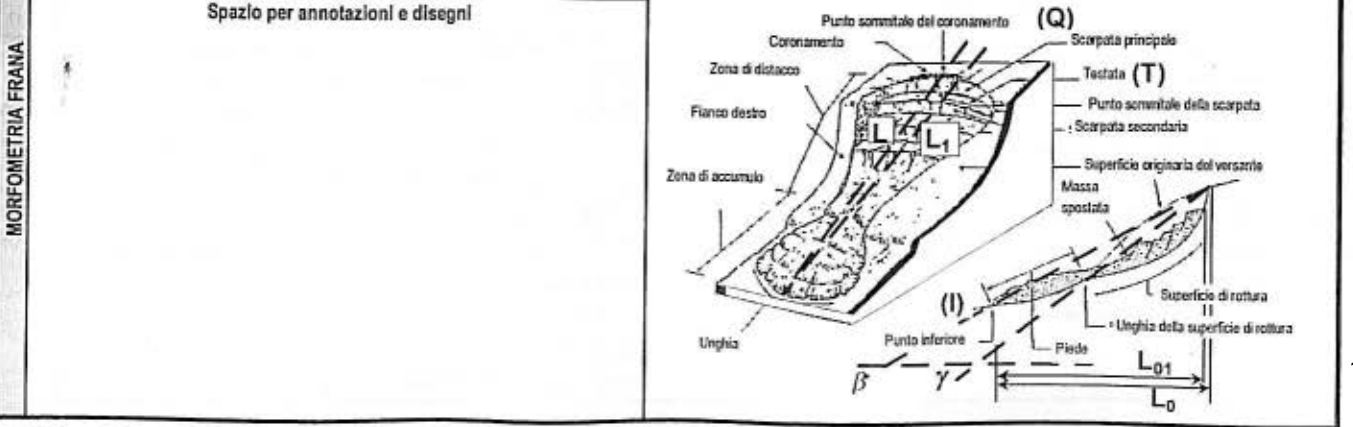 MORFOMETRIA FRANA
Spazio per annotazioni e disegni
Punto sommitale del coronamento (Q)
Coronamento
Scarpata principale
Zona di distacco
Testata (T)
Punto sommitale della scarpata
Fianco destro
Scarpata secondaria
L
L1
Superficie originaria del versante
Zona di accumulo
Massa
spostata
(I)
Superficie di rottura
Unghia della superficie di rottura
Unghia
Punto inferiore
Piede
β
γ
L01
L0